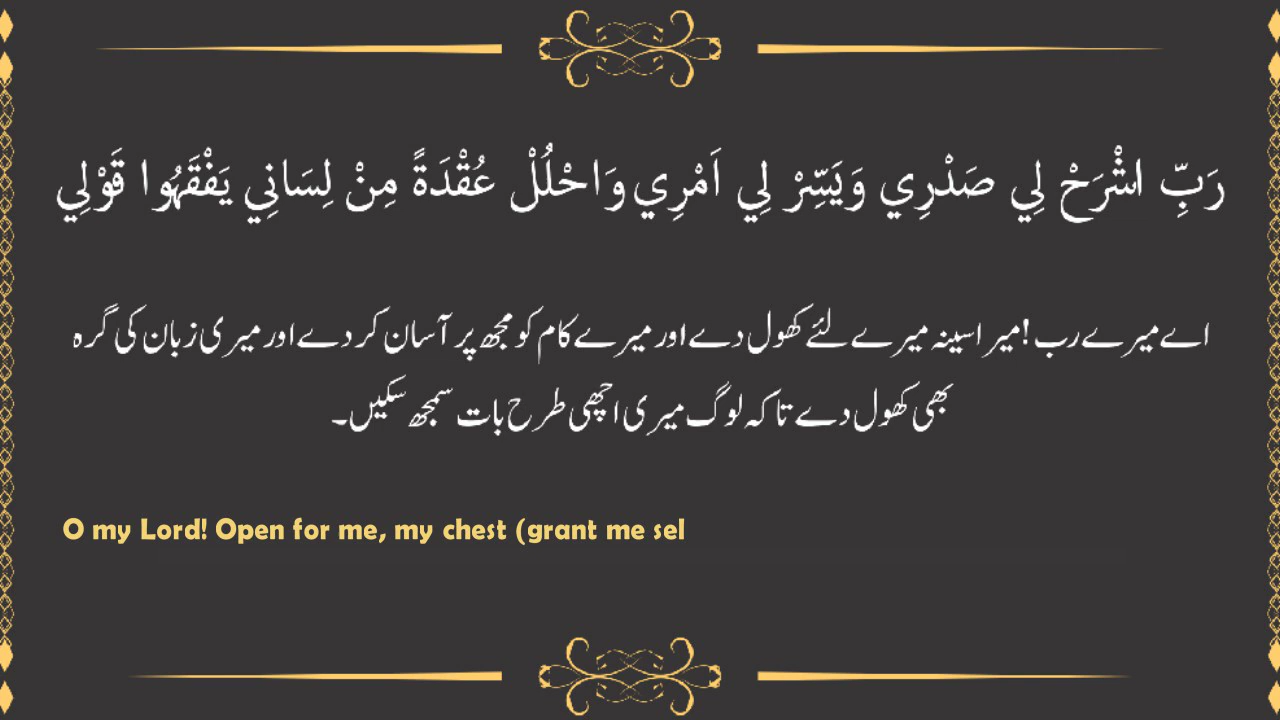 رَبِّ اشْرَحْ لِي صَدْرِي وَيَسِّرْ لِي اَمْرِي وَاحْلُلْ عُقْدَةً مِنْ لِسَانِي يَفْقَهُوا قَوْلِي
اے میرے رب! میرا سینہ میرے لئے کھول دے اور میرے کام کو مجھ پر آسان کر دے اور میری زبان کی گرہ
بھی کھول دے تاکہ لوگ میری اچھی طرح بات سمجھ سکیں۔
O my Lord! Open for me, my chest (grant me sel